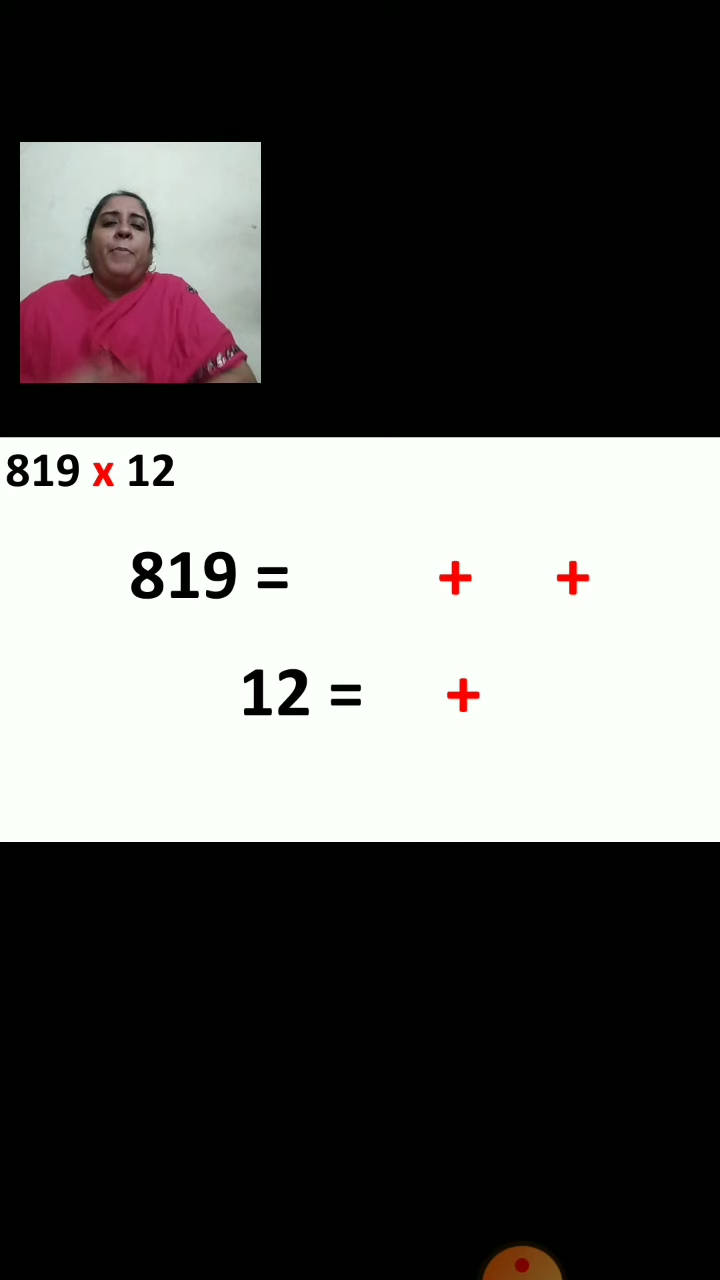 819 x 12
819 = + +
12 = +